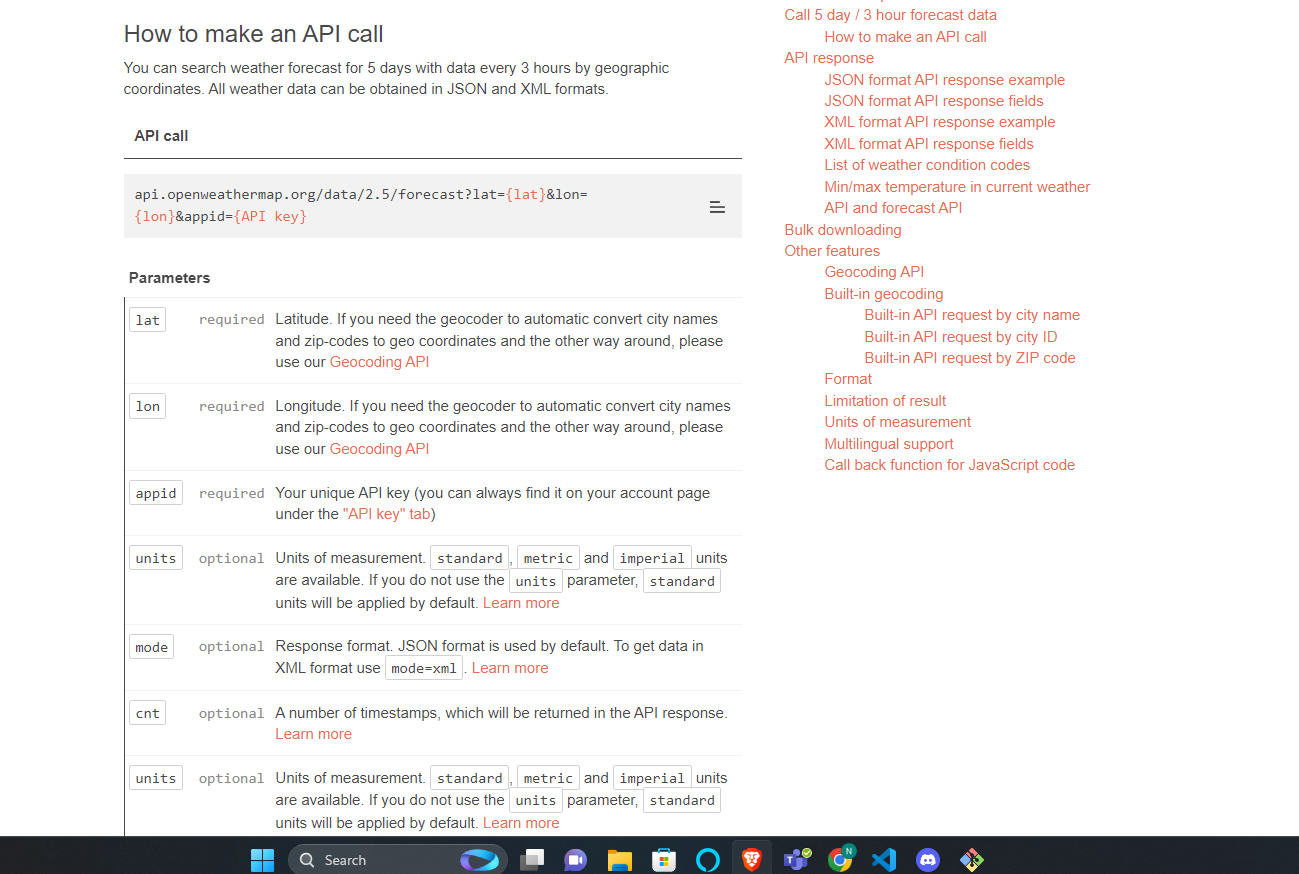 How to make an API call
You can search weather forecast for 5 days with data every 3 hours by geographic
coordinates. All weather data can be obtained in JSON and XML formats.
API call
api.openweathermap.org/data/2.5/forecast?lat={lat}&lon=
{lon}&appid={API key}
Parameters
lat required Latitude. If you need the geocoder to automatic convert city names
and zip-codes to geo coordinates and the other way around, please
use our Geocoding API
lon required Longitude. If you need the geocoder to automatic convert city names
and zip-codes to geo coordinates and the other way around, please
use our Geocoding API
appid required Your unique API key (you can always find it on your account page
under the "API key" tab)
units optional Units of measurement. standard, metric and imperial units
are available. If you do not use the units parameter, standard
units will be applied by default. Learn more
mode optional Response format. JSON format is used by default. To get data in
XML format use mode=xml. Learn more
cnt optional A number of timestamps, which will be returned in the API response.
Learn more
units optional Units of measurement. standard, metric and imperial units
are available. If you do not use the units parameter, standard
units will be applied by default. Learn more
Call 5 day / 3 hour forecast data
How to make an API call
API response
JSON format API response example
JSON format API response fields
XML format API response example
XML format API response fields
List of weather condition codes
Min/max temperature in current weather
API and forecast API
Bulk downloading
Other features
Geocoding API
Built-in geocoding
Built-in API request by city name
Built-in API request by city ID
Built-in API request by ZIP code
Format
Limitation of result
Units of measurement
Multilingual support
Call back function for JavaScript code
Search
N